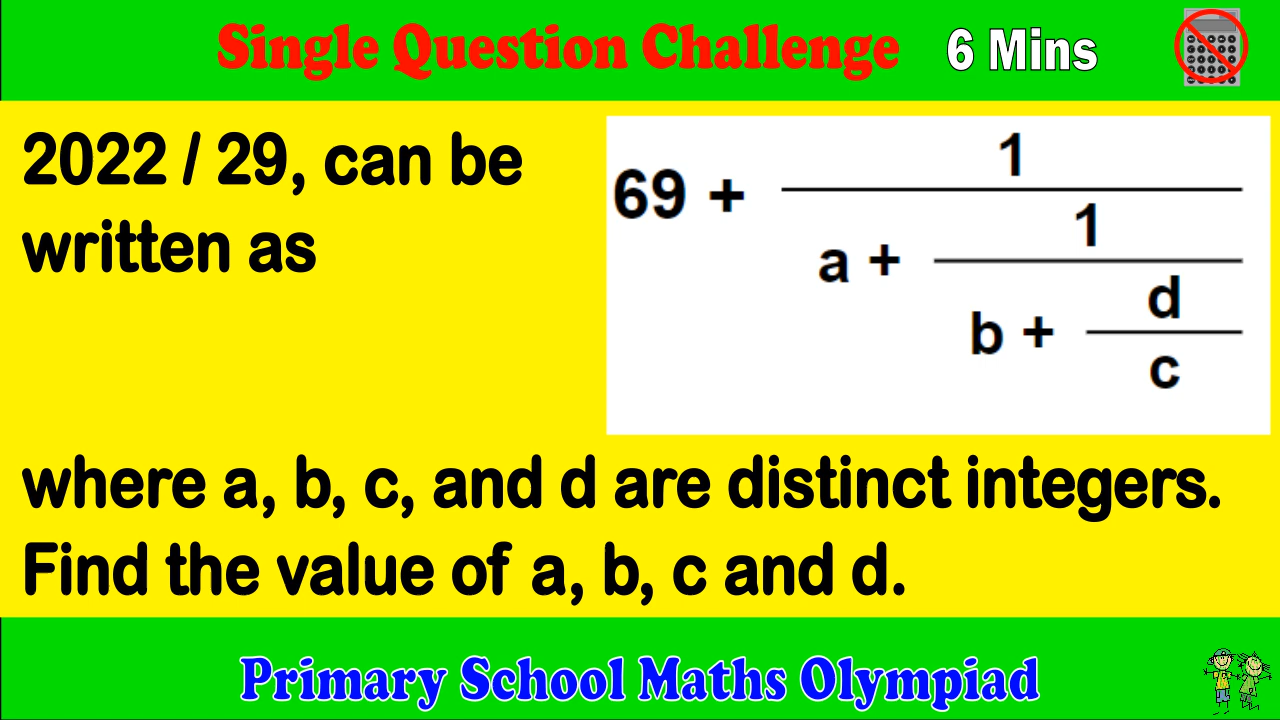 Single Question Challenge 6 Mins
2022 / 29, can be
written as
1
69 +
1
a +
d
b +
c
where a, b, c, and d are distinct integers.
Find the value of a, b, c and d.
Primary School Maths Olympiad